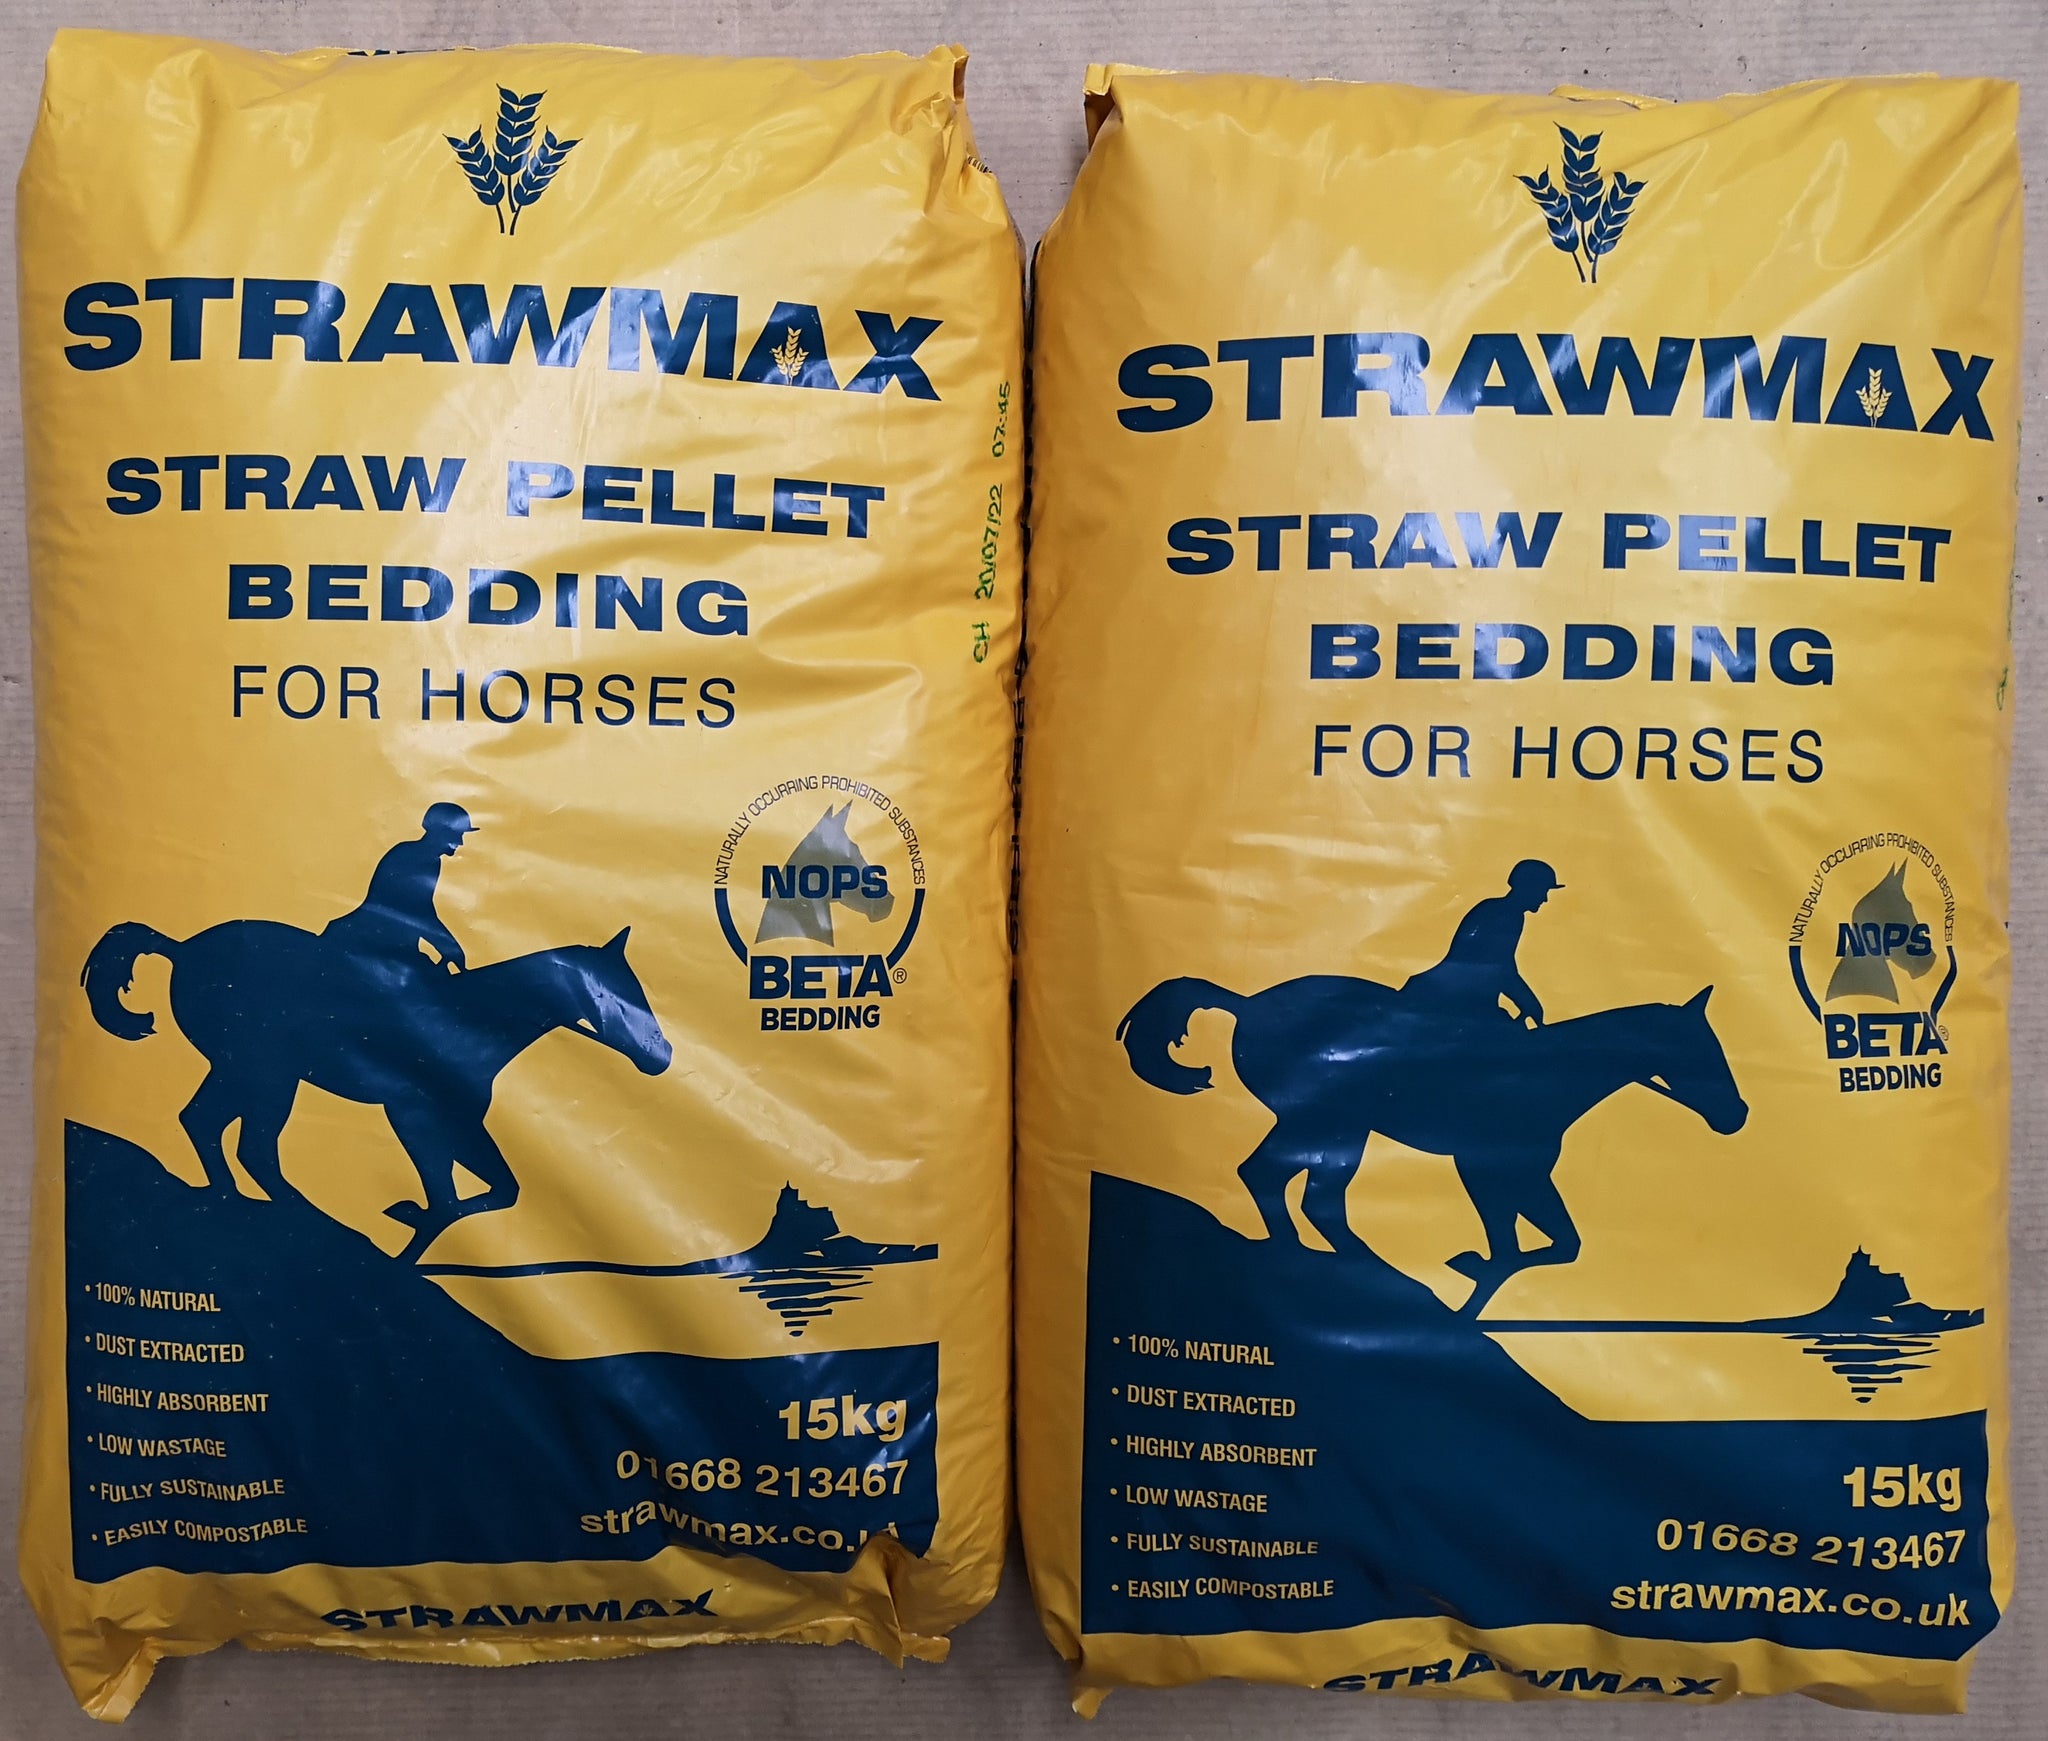 STRAWMAX
STRAW PELLET
BEDDING
FOR HORSES
CH 20/07/22 07:45
NATURALLY OCCURRING PROHIBITED SUBSTANCES
NOPS
BETA®
BEDDING
• 100% NATURAL
• DUST EXTRACTED
• HIGHLY ABSORBENT
• LOW WASTAGE
• FULLY SUSTAINABLE
• EASILY COMPOSTABLE
15kg
01668 213467
strawmax.co.u
STRAWMAX
STRAWMAX
STRAW PELLET
BEDDING
FOR HORSES
NATURALLY OCCURRING PROHIBITED SUBSTANCES
NOPS
BETA®
BEDDING
• 100% NATURAL
• DUST EXTRACTED
• HIGHLY ABSORBENT
• LOW WASTAGE
• FULLY SUSTAINABLE
• EASILY COMPOSTABLE
15kg
01668 213467
strawmax.co.uk
STRAWMAX